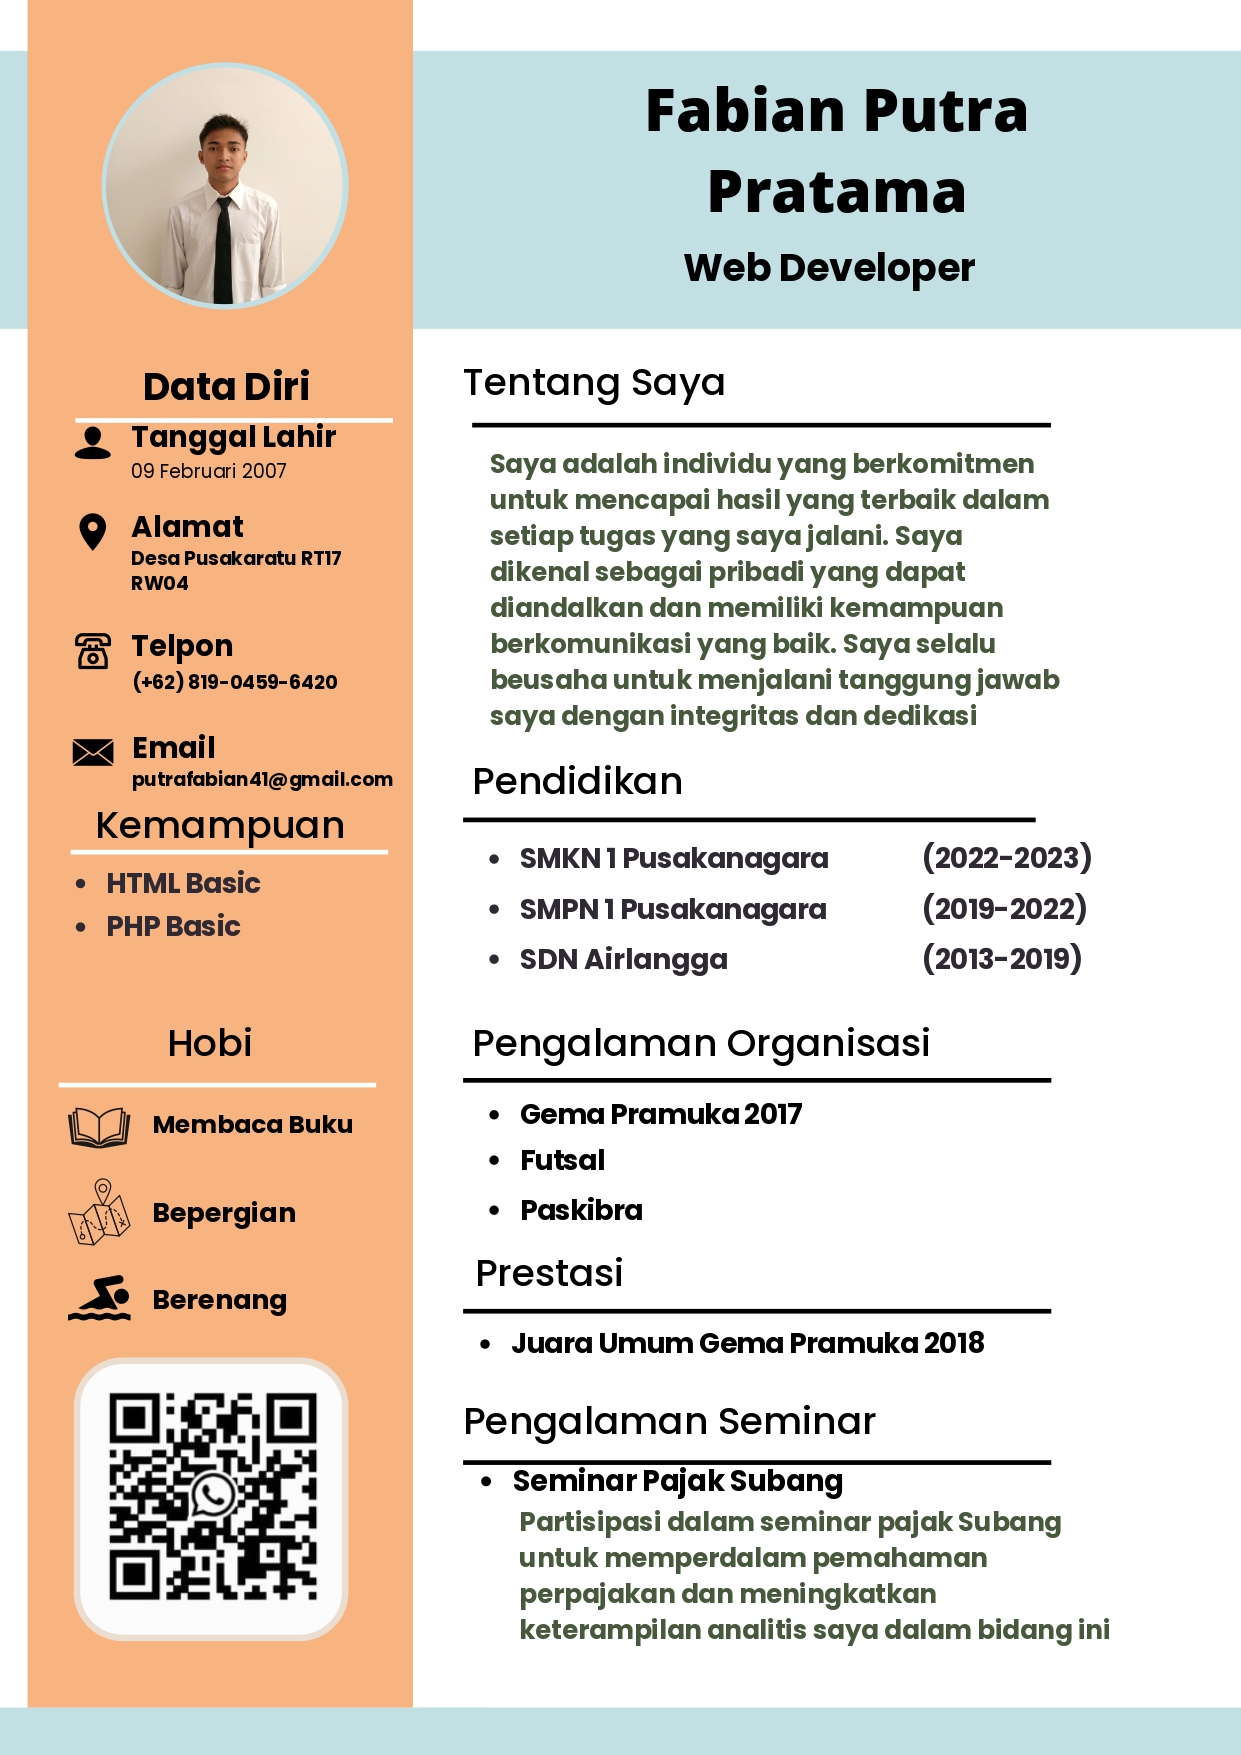 Fabian Putra
Pratama
Web Developer
Data Diri
Tanggal Lahir
09 Februari 2007
Alamat
Desa Pusakaratu RT17
RW04
Telpon
(+62) 819-0459-6420
Email
putrafabian41@gmail.com
Kemampuan
HTML Basic
PHP Basic
Hobi
Membaca Buku
Bepergian
Berenang
Tentang Saya
Saya adalah individu yang berkomitmen
untuk mencapai hasil yang terbaik dalam
setiap tugas yang saya jalani. Saya
dikenal sebagai pribadi yang dapat
diandalkan dan memiliki kemampuan
berkomunikasi yang baik. Saya selalu
beusaha untuk menjalani tanggung jawab
saya dengan integritas dan dedikasi
Pendidikan
SMKN 1 Pusakanagara (2022-2023)
SMPN 1 Pusakanagara (2019-2022)
SDN Airlangga (2013-2019)
Pengalaman Organisasi
Gema Pramuka 2017
Futsal
Paskibra
Prestasi
Juara Umum Gema Pramuka 2018
Pengalaman Seminar
Seminar Pajak Subang
Partisipasi dalam seminar pajak Subang
untuk memperdalam pemahaman
perpajakan dan meningkatkan
keterampilan analitis saya dalam bidang ini